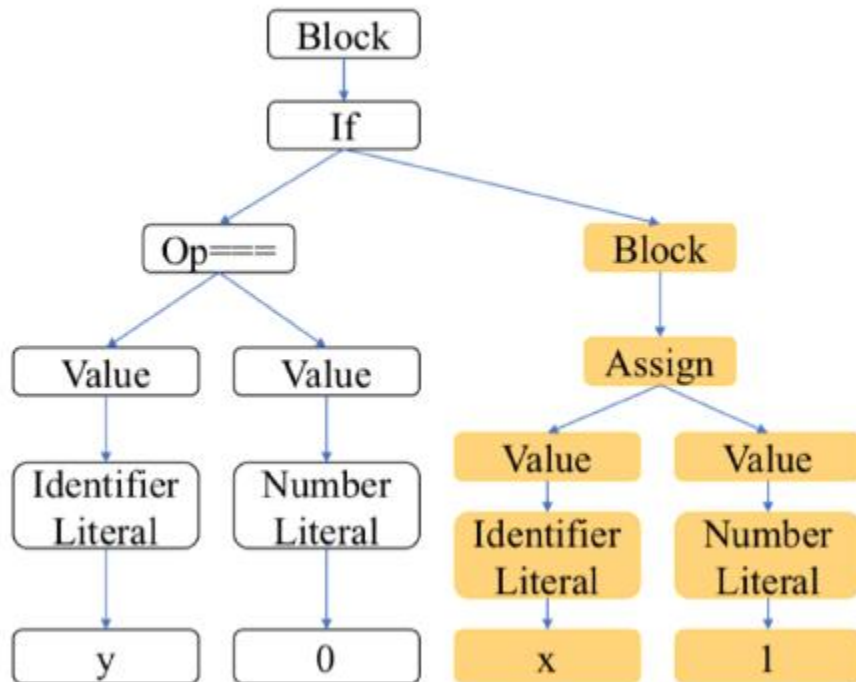 Block
If
Op===
Block
Value
Value
Assign
Identifier
Literal
Number
Literal
Value
Value
Identifier
Literal
Number
Literal
y
0
x
1